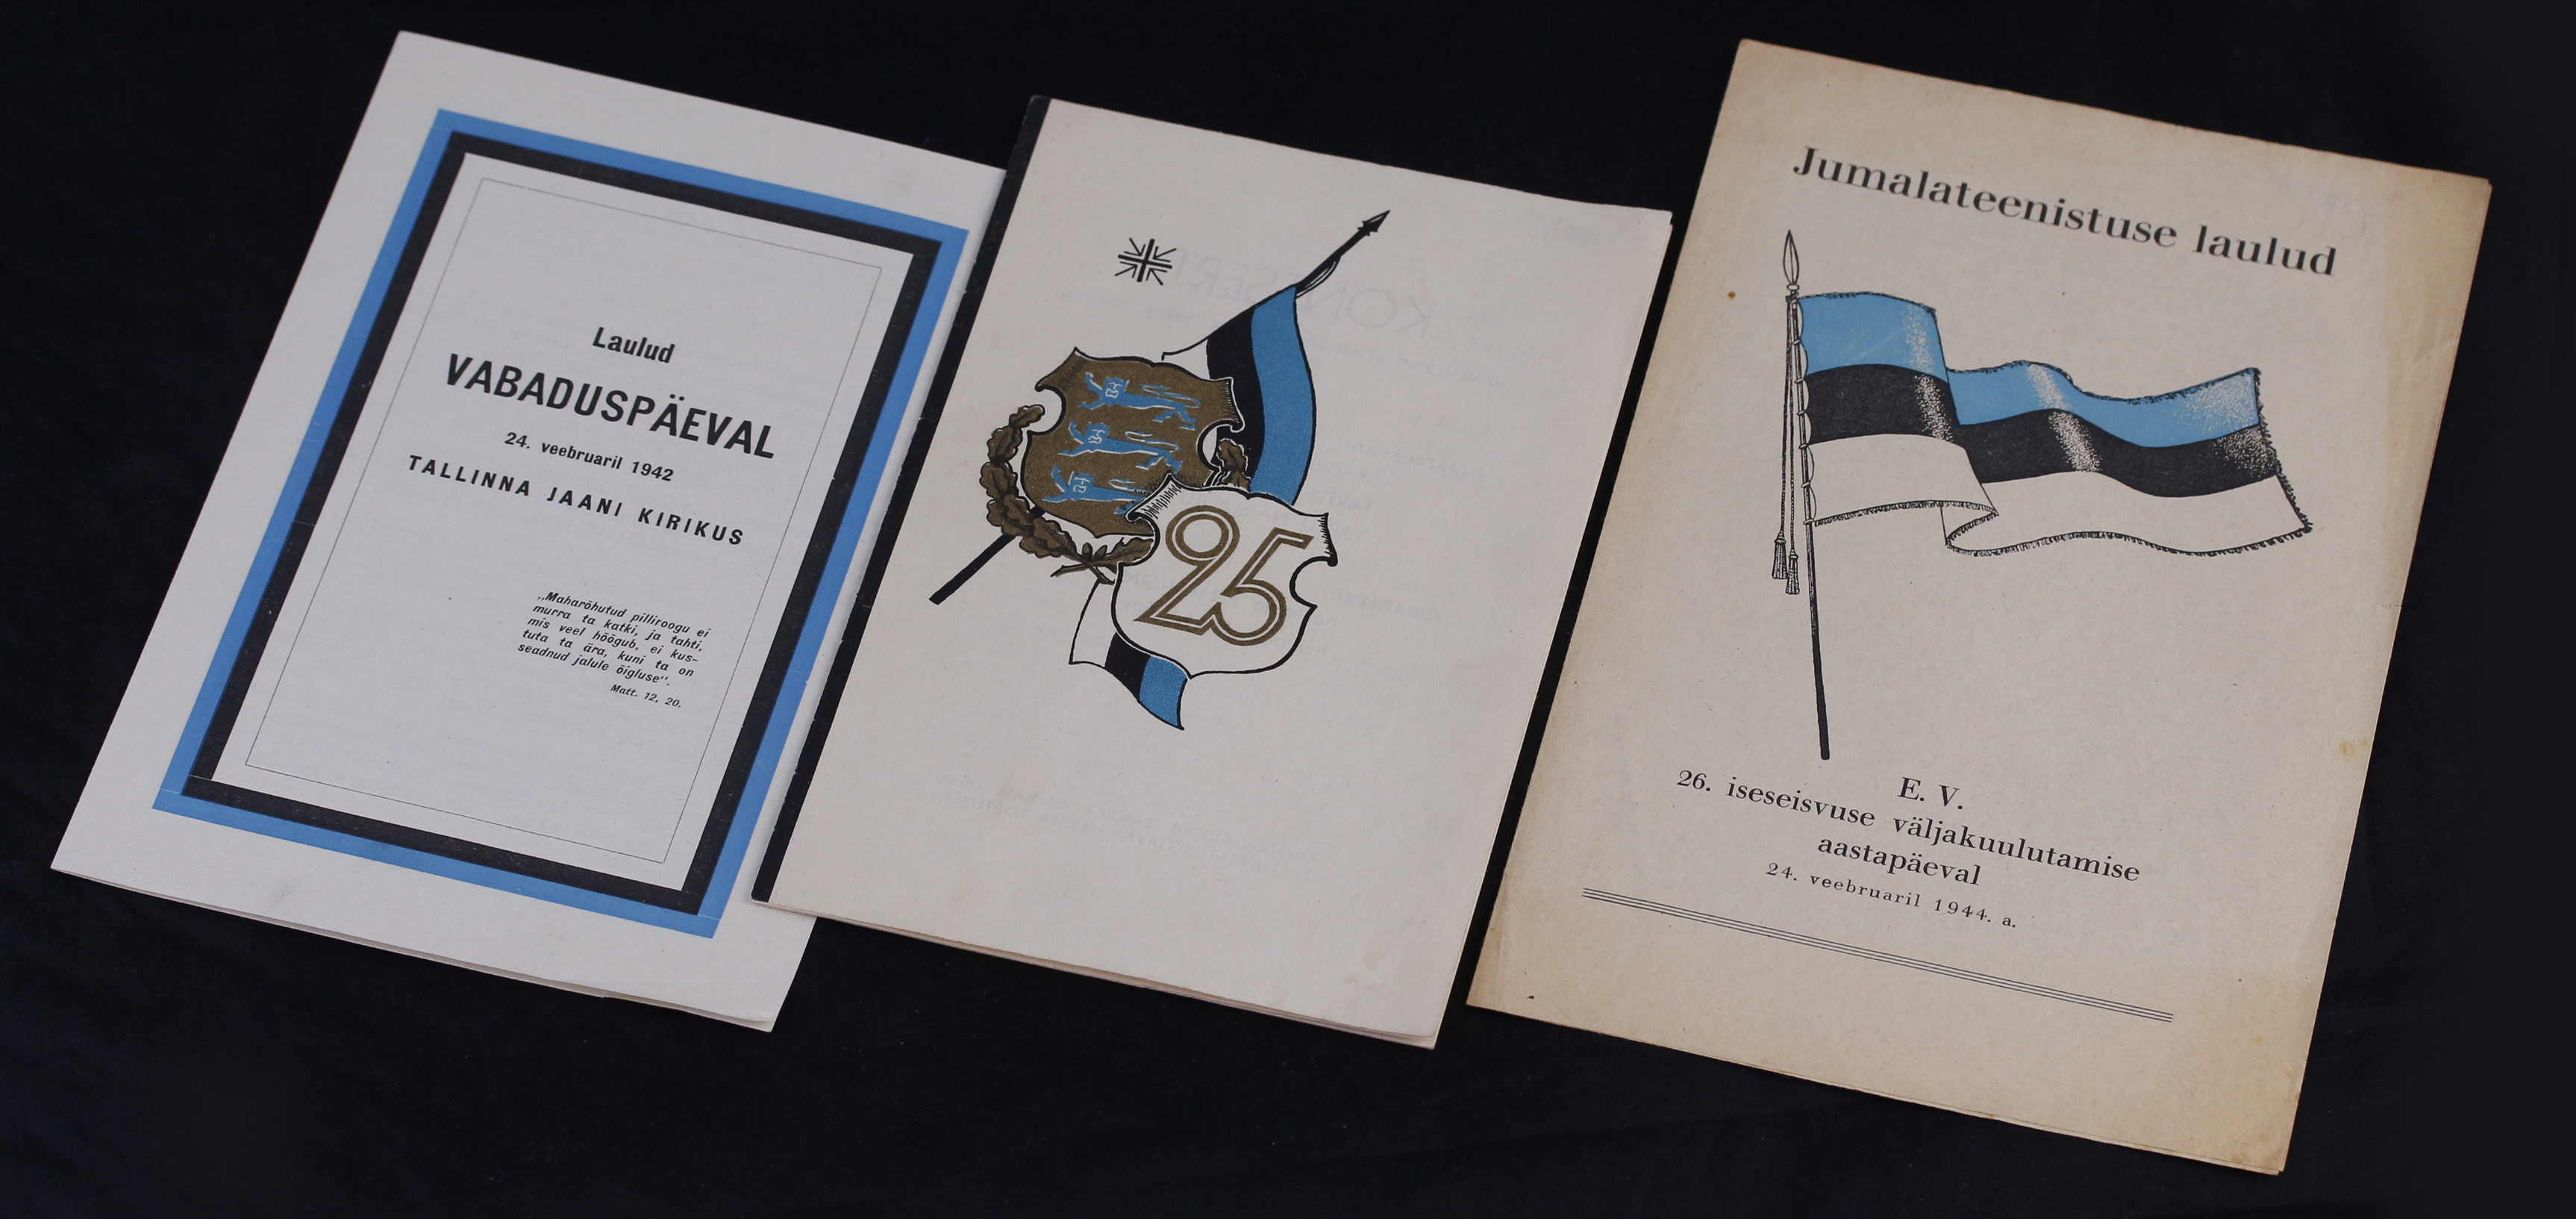 Laulud
VABADUSPÄEVAL
24. veebruaril 1942
TALLINNA JAANI KIRIKUS
„Maharõhutud pilliroogu ei
murra ta katki, ja tahti,
mis veel hõõgub, ei kus-
tuta ta ära, kuni ta on
seadnud jalule õigluse“.
Matt. 12, 20.
25
Jumalateenistuse laulud
E. V.
26. iseseisvuse väljakuulutamise
aastapäeval
24. veebruaril 1944. a.